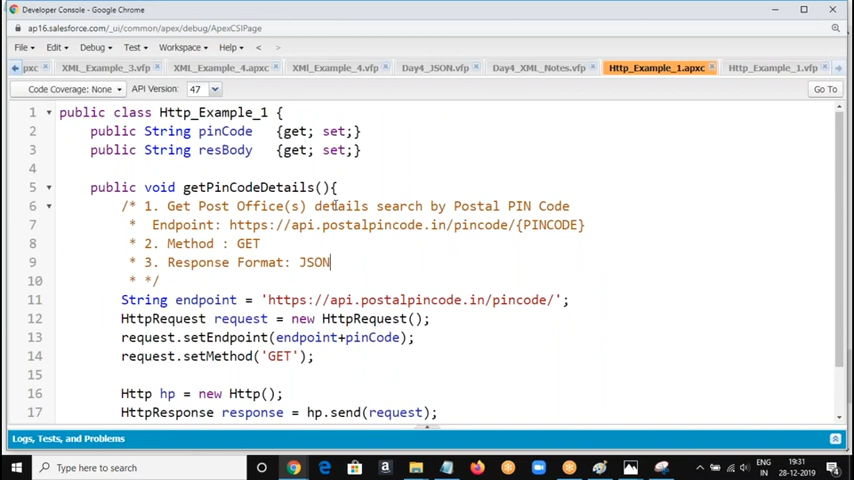 Developer Console - Google Chrome
ap16.salesforce.com/_ui/common/apex/debug/ApexCSIPage
File Edit Debug Test Workspace Help < >
pxc XML_Example_3.vfp XML_Example_4.apxc XMl_Example_4.vfp Day4_JSON.vfp Day4_XML_Notes.vfp Http_Example_1.apxc Http_Example_1.vfp
Code Coverage: None API Version: 47 Go To
1 public class Http_Example_1 {
2 public String pinCode {get; set;}
3 public String resBody {get; set;}
4
5 public void getPinCodeDetails(){
6 /* 1. Get Post Office(s) details search by Postal PIN Code
7 * Endpoint: https://api.postalpincode.in/pincode/{PINCODE}
8 * 2. Method : GET
9 * 3. Response Format: JSON
10 * */
11 String endpoint = 'https://api.postalpincode.in/pincode/';
12 HttpRequest request = new HttpRequest();
13 request.setEndpoint(endpoint+pinCode);
14 request.setMethod('GET');
15
16 Http hp = new Http();
17 HttpResponse response = hp.send(request);
Logs, Tests, and Problems
Type here to search
ENG
IN
19:31
28-12-2019
4